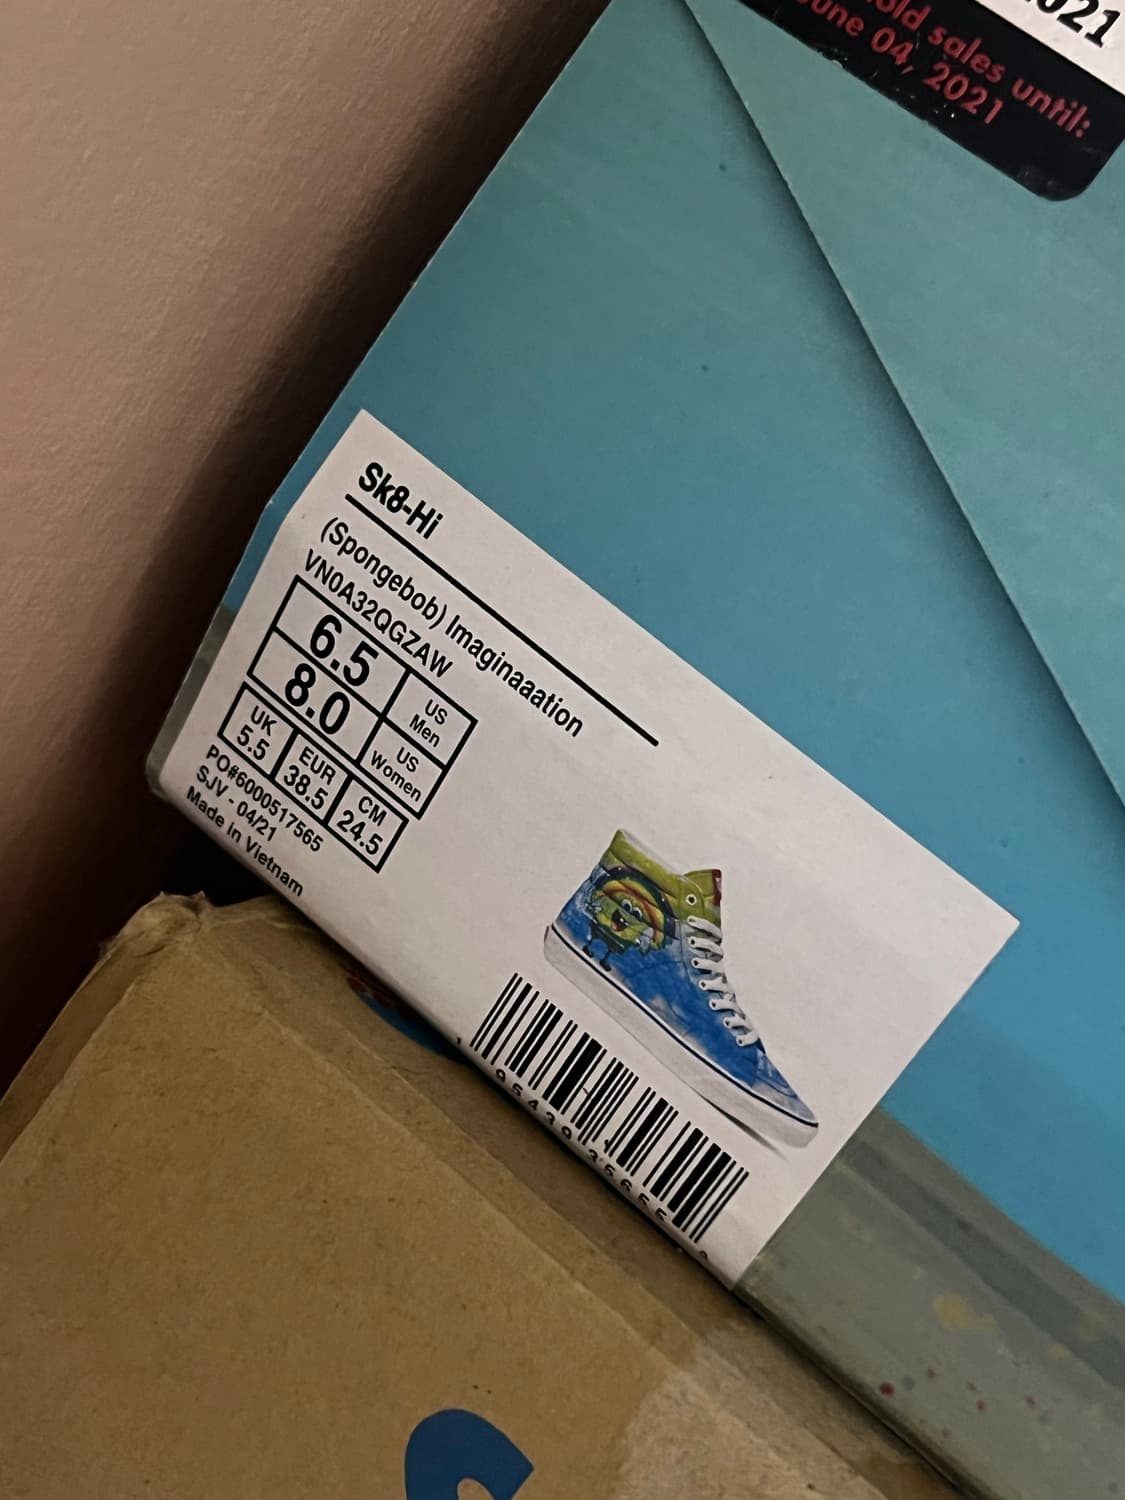 old sales until:
June 04, 2021
Sk8-Hi
(Spongebob) Imaginaaation
VN0A32QGZAW
6.5 US Men
8.0 US Women
UK 5.5 EUR 38.5 CM 24.5
PO#6000517565
SJV - 04/21
Made in Vietnam